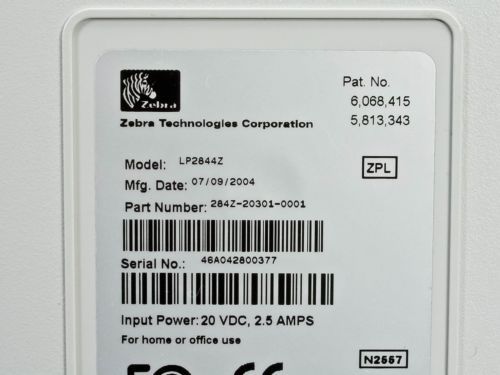 Zebra
Pat. No.
6,068,415
5,813,343
Zebra Technologies Corporation
Model: LP2844Z
ZPL
Mfg. Date: 07/09/2004
Part Number: 284Z-20301-0001
Serial No.: 46A042800377
Input Power: 20 VDC, 2.5 AMPS
For home or office use
N2557